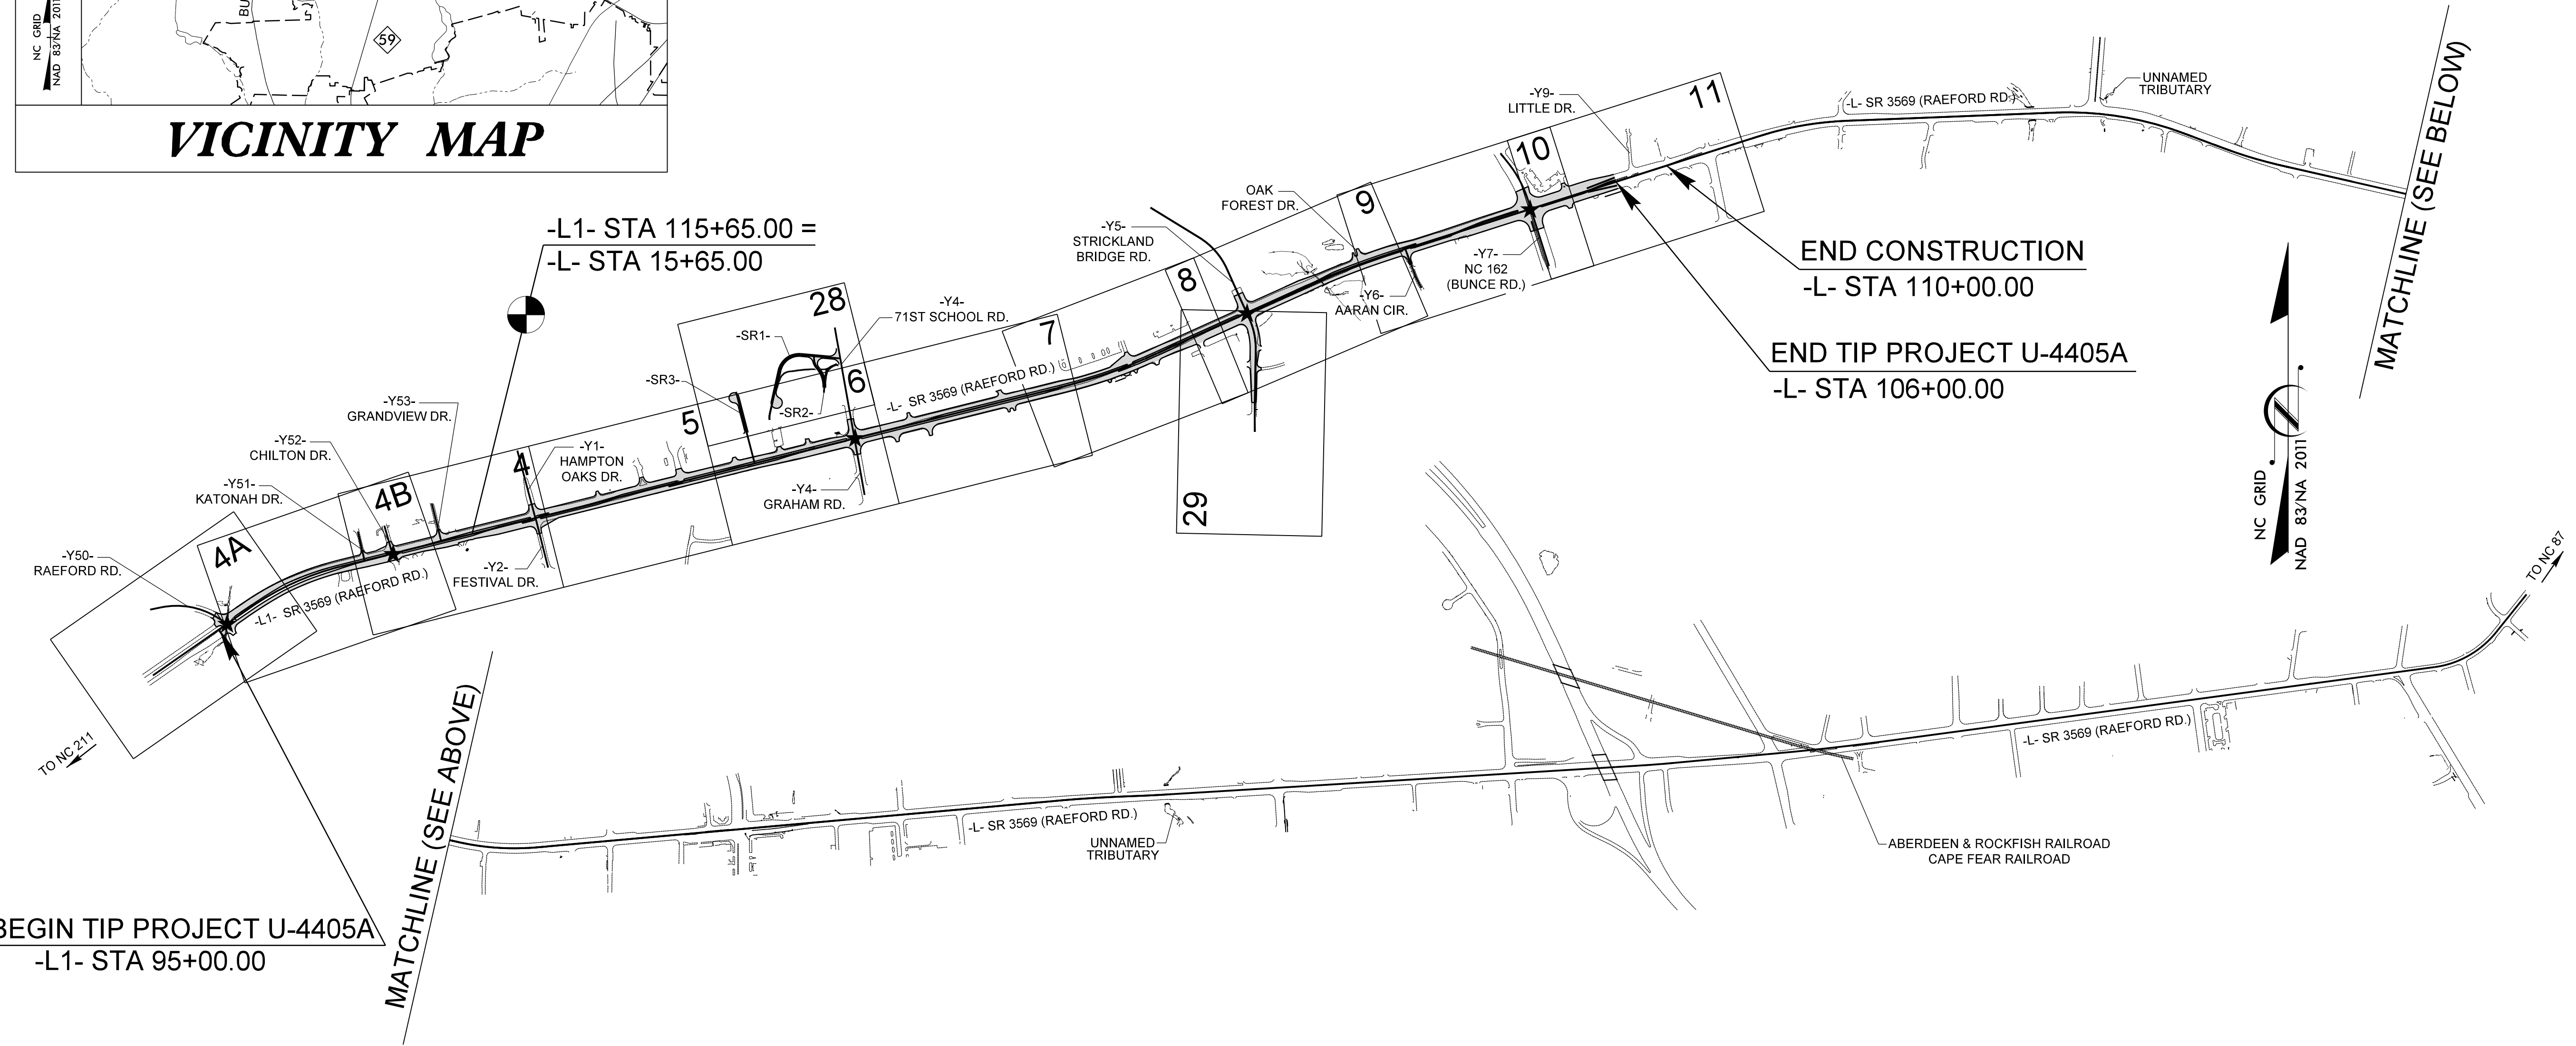 NC GRID
NAD 83/NA 2011
BU
59
VICINITY MAP
-L1- STA 115+65.00 =
-L- STA 15+65.00
28
-Y4-
71ST SCHOOL RD.
-SR1-
-SR3-
-SR2-
6
7
-L- SR 3569 (RAEFORD RD.)
5
-Y53-
GRANDVIEW DR.
-Y52-
CHILTON DR.
-Y51-
KATONAH DR.
4B
4
-Y1-
HAMPTON
OAKS DR.
-Y4-
GRAHAM RD.
4A
-Y50-
RAEFORD RD.
-Y2-
FESTIVAL DR.
-L1- SR 3569 (RAEFORD RD.)
TO NC 211
BEGIN TIP PROJECT U-4405A
-L1- STA 95+00.00
-Y5-
STRICKLAND
BRIDGE RD.
8
29
OAK
FOREST DR.
9
-Y6-
AARAN CIR.
10
-Y7-
NC 162
(BUNCE RD.)
-Y9-
LITTLE DR.
11
-L- SR 3569 (RAEFORD RD.)
UNNAMED
TRIBUTARY
END CONSTRUCTION
-L- STA 110+00.00
END TIP PROJECT U-4405A
-L- STA 106+00.00
MATCHLINE (SEE BELOW)
NC GRID
NAD 83/NA 2011
TO NC 87
MATCHLINE (SEE ABOVE)
-L- SR 3569 (RAEFORD RD.)
UNNAMED
TRIBUTARY
-L- SR 3569 (RAEFORD RD.)
ABERDEEN & ROCKFISH RAILROAD
CAPE FEAR RAILROAD